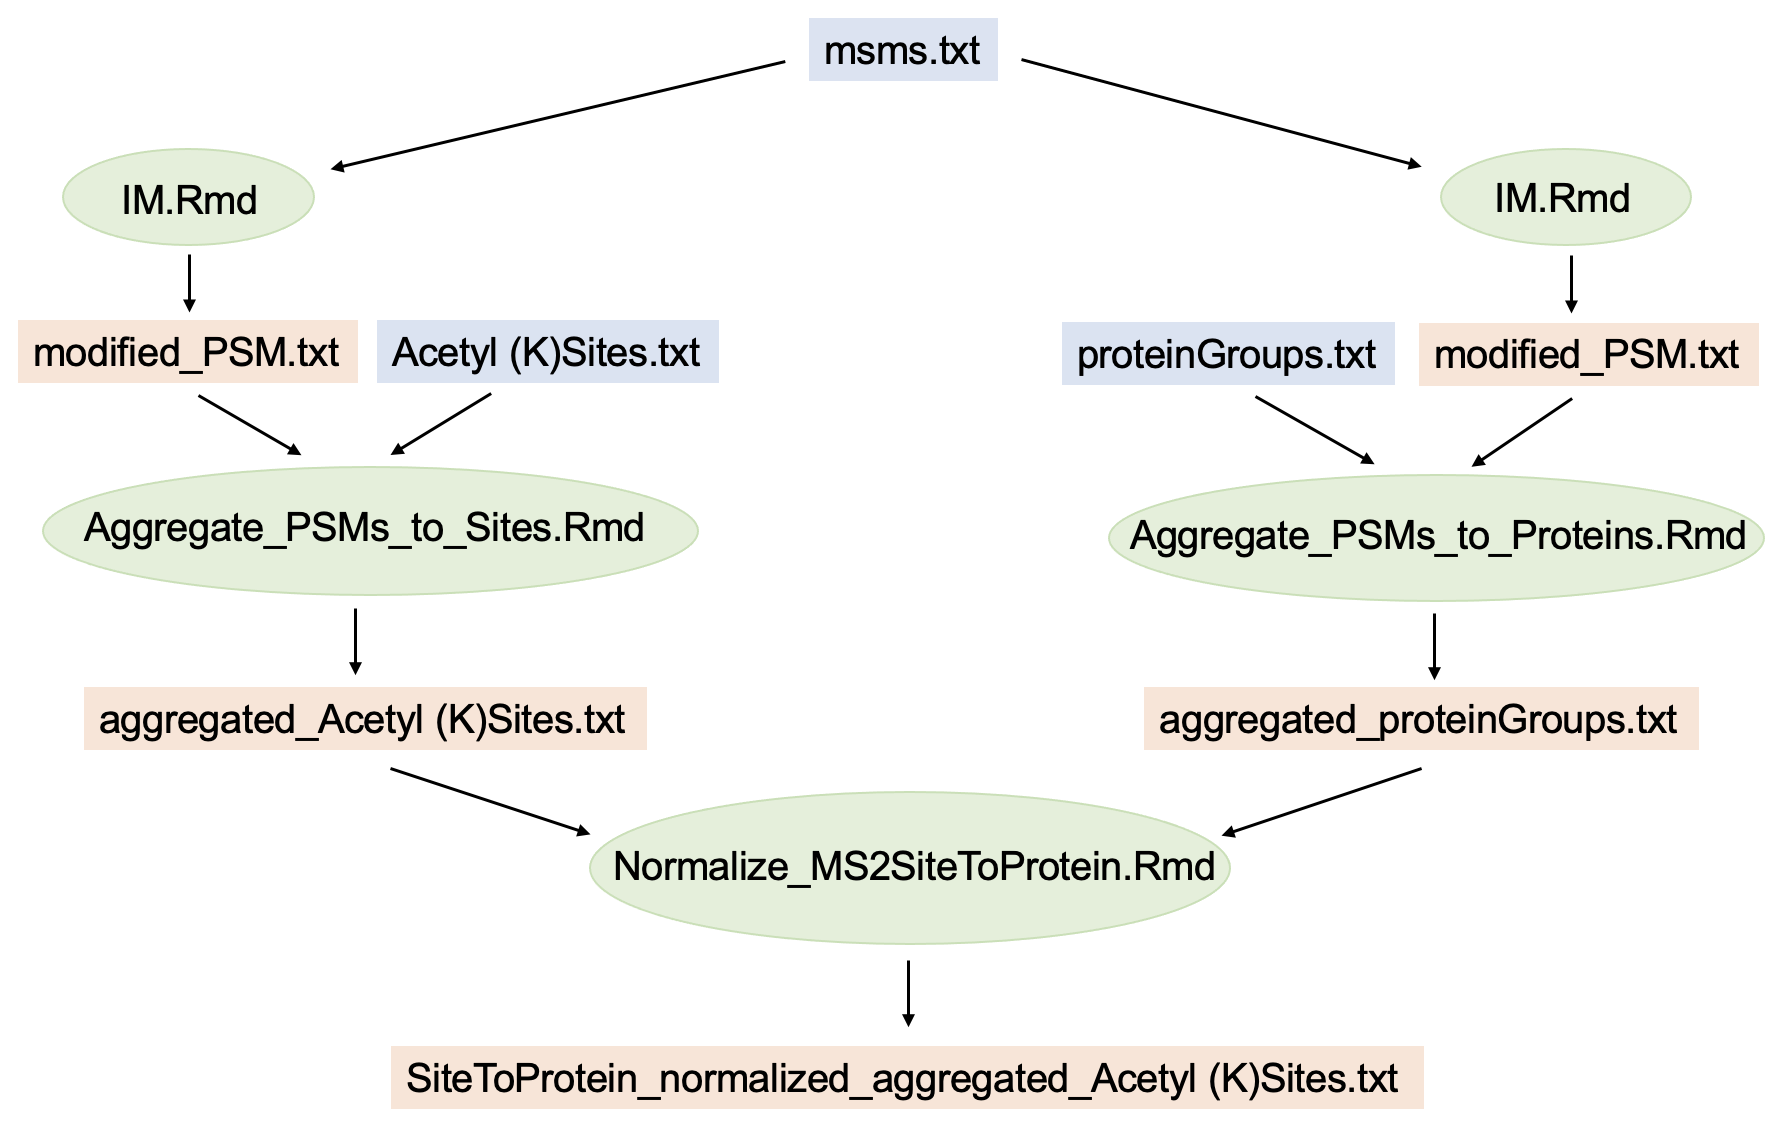 msms.txt
IM.Rmd
IM.Rmd
modified_PSM.txt
Acetyl (K)Sites.txt
proteinGroups.txt
modified_PSM.txt
Aggregate_PSMs_to_Sites.Rmd
Aggregate_PSMs_to_Proteins.Rmd
aggregated_Acetyl (K)Sites.txt
aggregated_proteinGroups.txt
Normalize_MS2SiteToProtein.Rmd
SiteToProtein_normalized_aggregated_Acetyl (K)Sites.txt